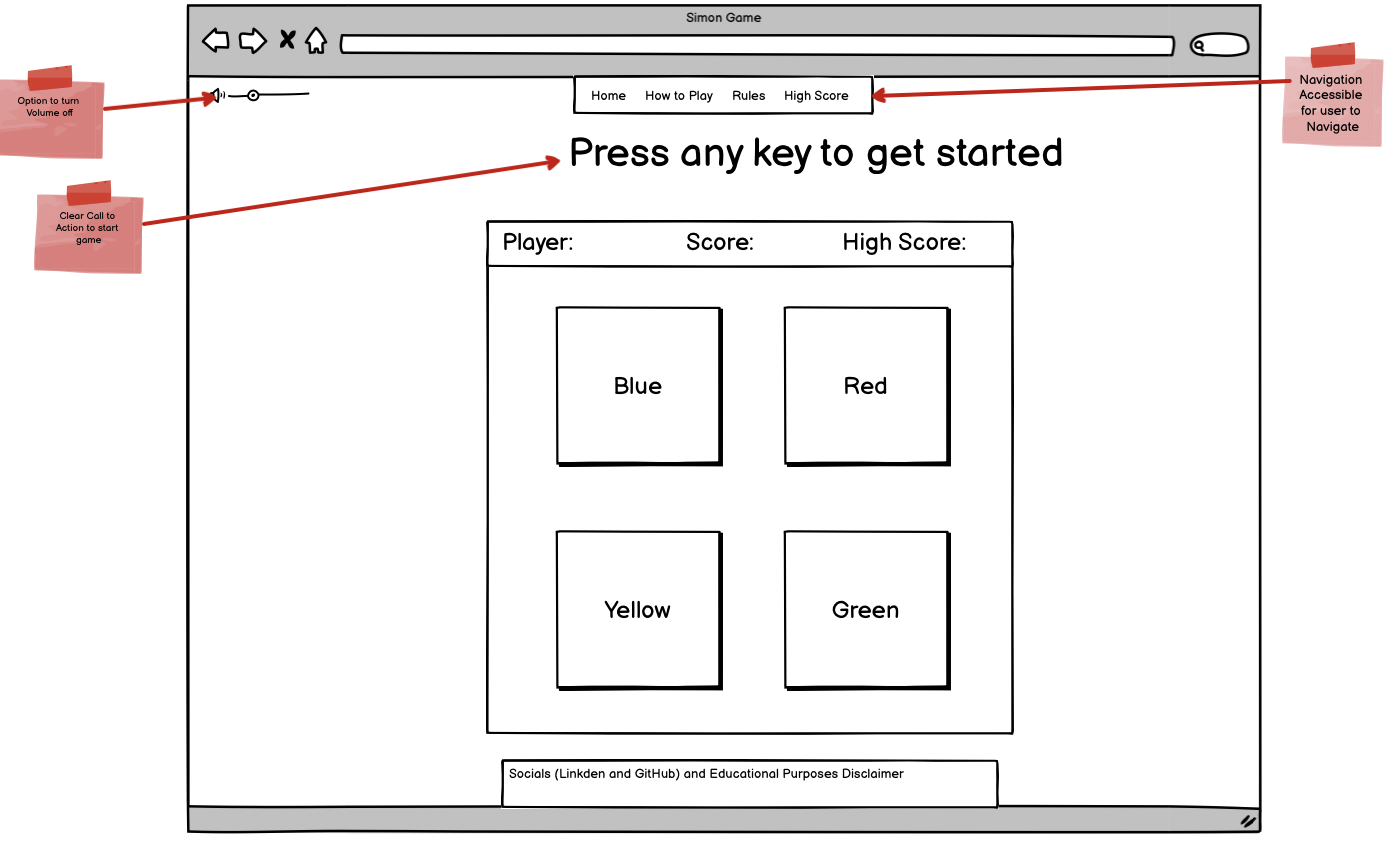 Simon Game
Option to turn
Volume off
Home How to Play Rules High Score
Navigation
Accessible
for user to
Navigate
Press any key to get started
Clear Call to
Action to start
game
Player: Score: High Score:
Blue Red
Yellow Green
Socials (Linkden and GitHub) and Educational Purposes Disclaimer